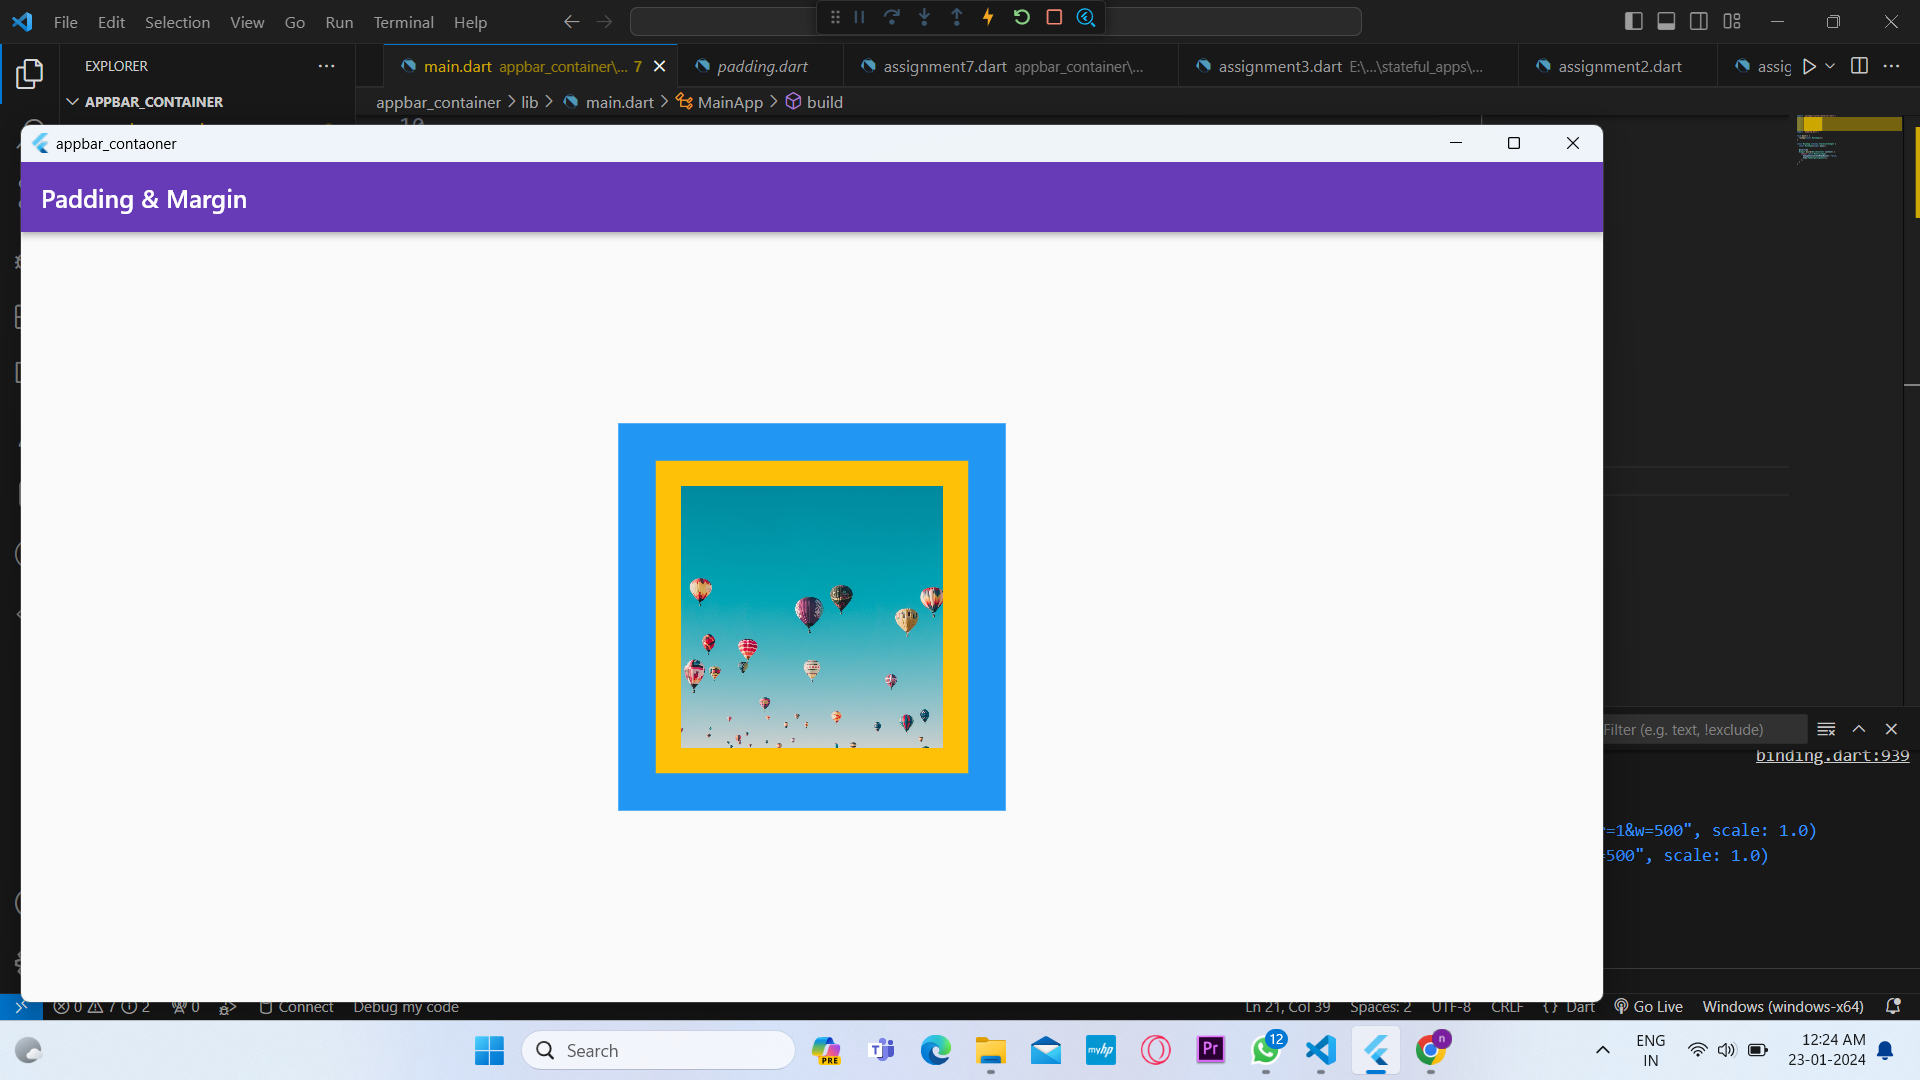 File Edit Selection View Go Run Terminal Help
EXPLORER
main.dart appbar_container\... 7
padding.dart
assignment7.dart appbar_container\...
assignment3.dart E:\...\stateful_apps\...
assignment2.dart
assig
APPBAR_CONTAINER
appbar_container > lib > main.dart > MainApp > build
appbar_contaoner
Padding & Margin
Filter (e.g. text, !exclude)
binding.dart:939
=1&w=500", scale: 1.0)
=500", scale: 1.0)
0 7 2 0 Connect Debug my code
Ln 21, Col 39 Spaces: 2 UTF-8 CRLF {} Dart Go Live Windows (windows-x64)
Search
PRE
myhp
Pr
12
n
ENG
IN
12:24 AM
23-01-2024